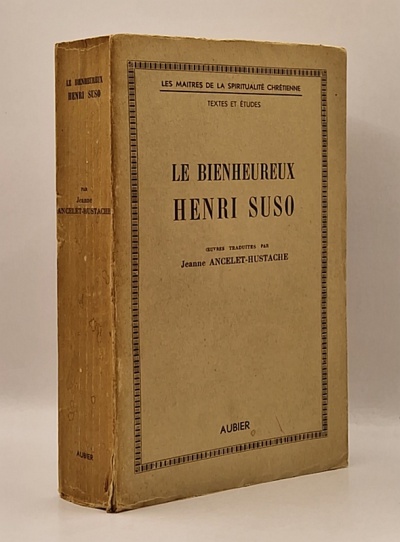 LE BIENHEUREUX
HENRI SUSO
PAR
Jeanne
ANCELET-HUSTACHE
AUBIER
LES MAITRES DE LA SPIRITUALITÉ CHRÉTIENNE
TEXTES ET ÉTUDES
LE BIENHEUREUX
HENRI SUSO
ŒUVRES TRADUITES PAR
Jeanne ANCELET-HUSTACHE
AUBIER